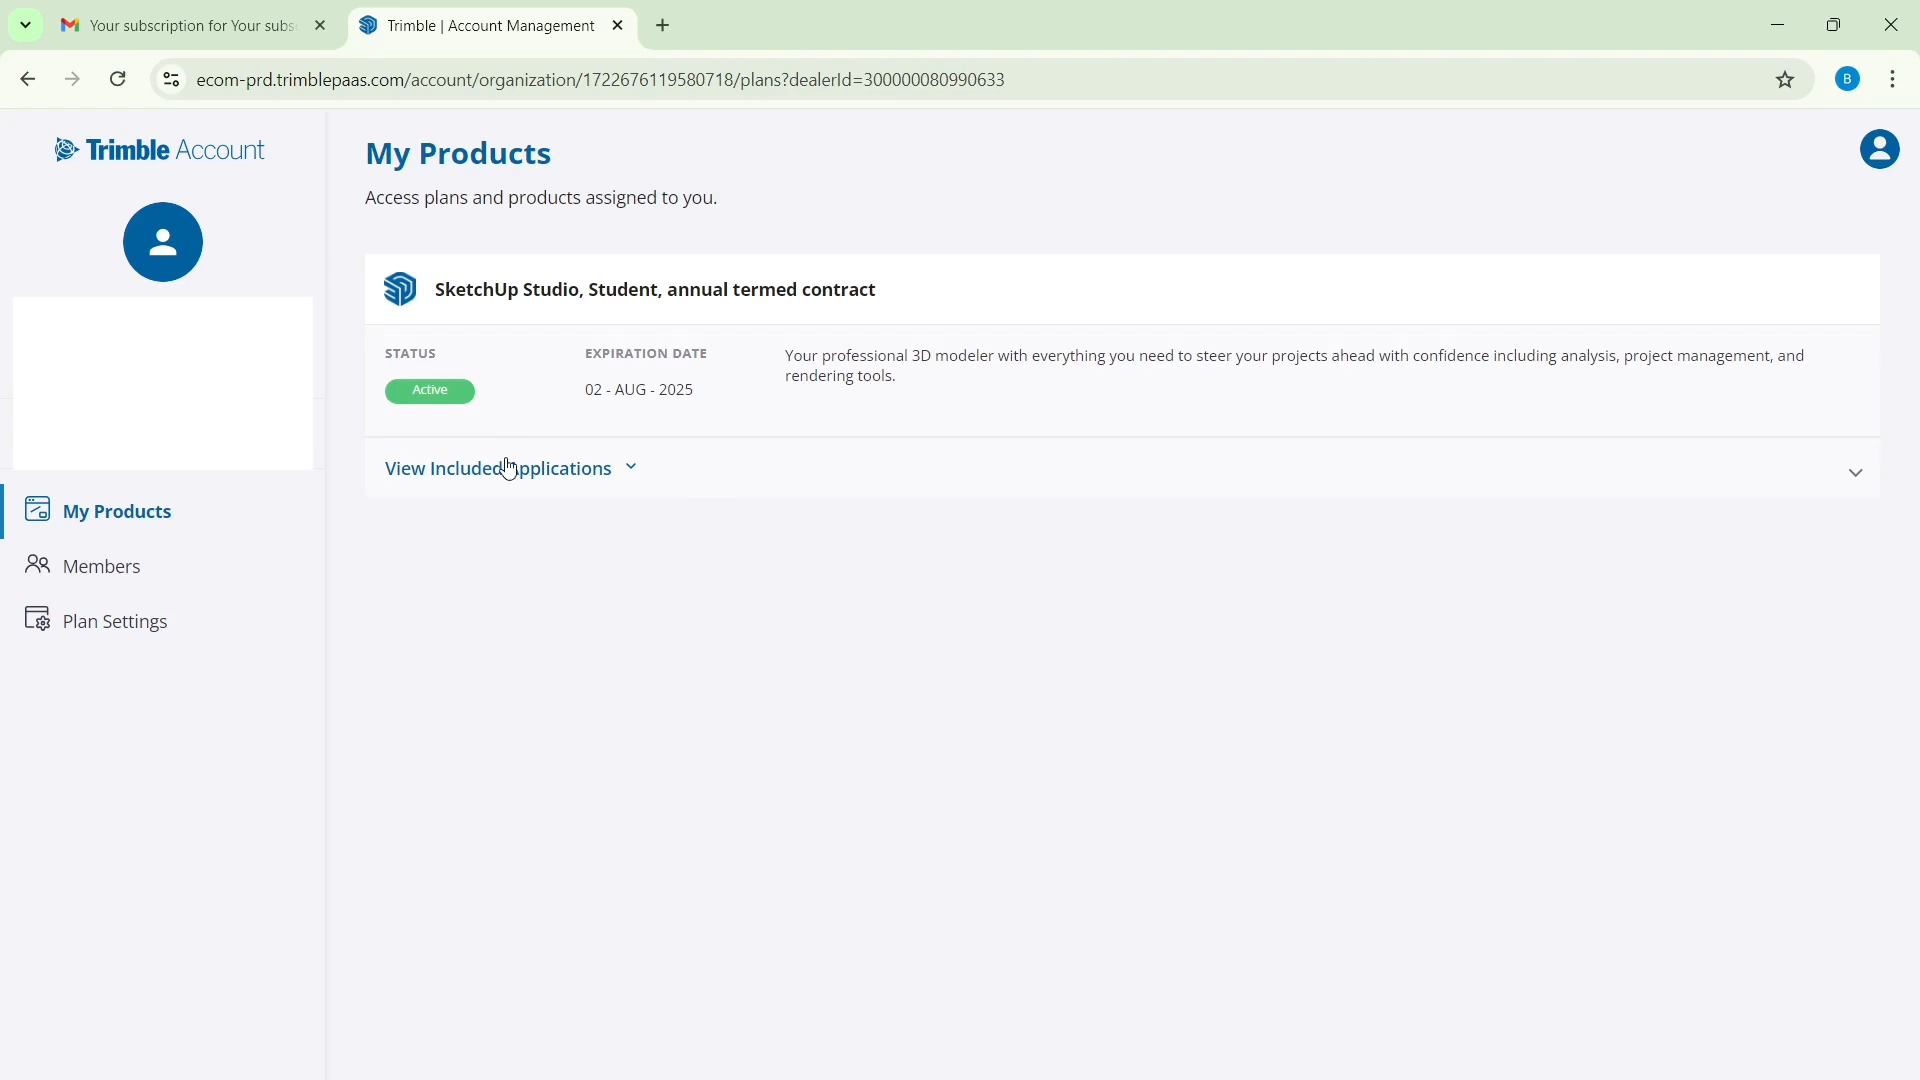 Your subscription for Your subs
Trimble | Account Management
ecom-prd.trimblepaas.com/account/organization/1722676119580718/plans?dealerId=300000080990633
B
Trimble Account
My Products
Members
Plan Settings
My Products
Access plans and products assigned to you.
SketchUp Studio, Student, annual termed contract
STATUS
Active
EXPIRATION DATE
02 - AUG - 2025
Your professional 3D modeler with everything you need to steer your projects ahead with confidence including analysis, project management, and
rendering tools.
View Included Applications